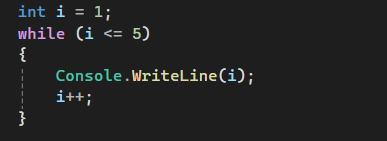 int i = 1;
while (i <= 5)
{
    Console.WriteLine(i);
    i++;
}